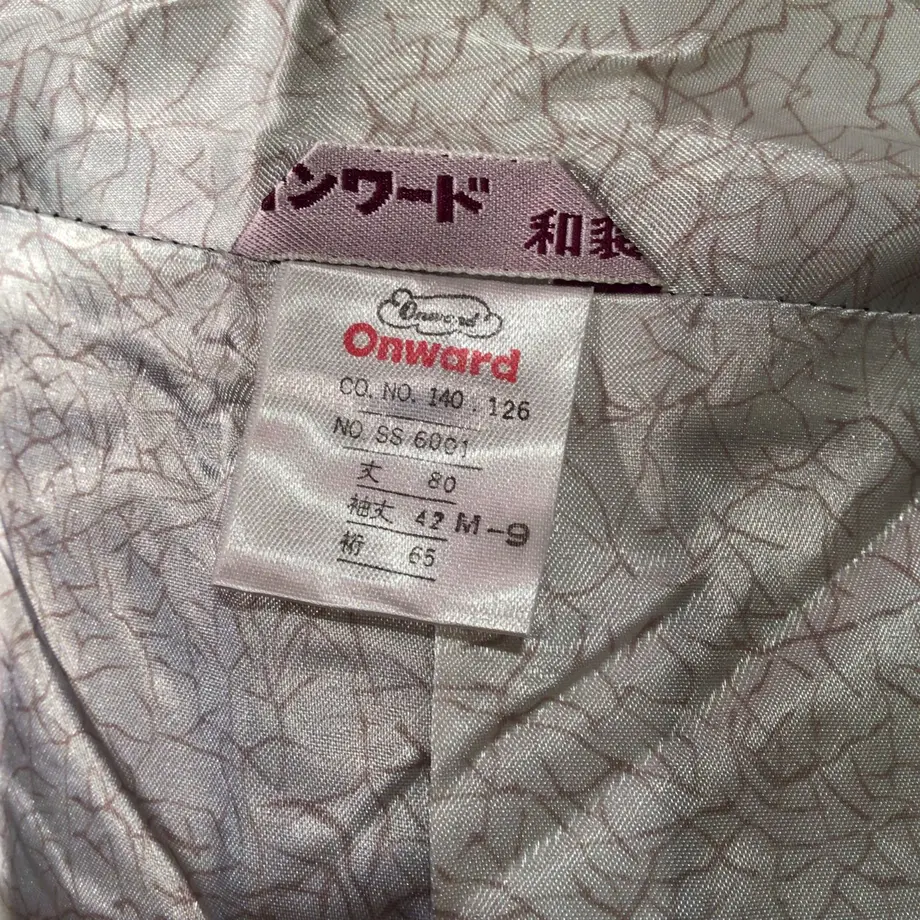 ンワード
和装
Onward
Onward
CO. NO. 140 . 126
NO. SS 6001
丈 80
袖丈 42 M-9
裄 65